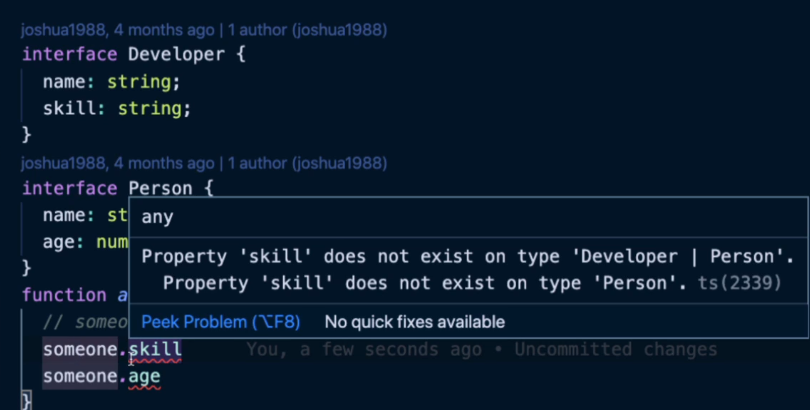 joshua1988, 4 months ago | 1 author (joshua1988)
interface Developer {
name: string;
skill: string;
}
joshua1988, 4 months ago | 1 author (joshua1988)
interface Person {
name: st
age: num
}
function a
// someo
any
Property 'skill' does not exist on type 'Developer | Person'.
Property 'skill' does not exist on type 'Person'. ts(2339)
Peek Problem (⌥F8) No quick fixes available
someone.skill You, a few seconds ago • Uncommitted changes
someone.age
}